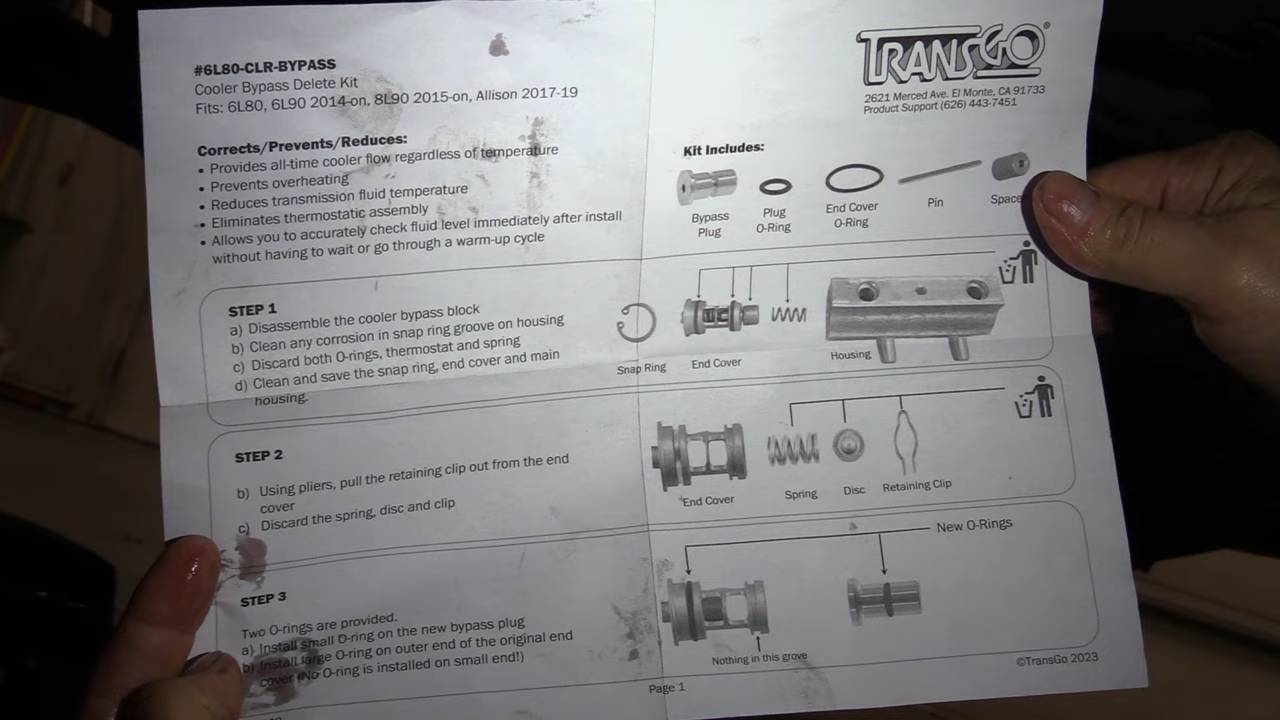 #6L80-CLR-BYPASS
Cooler Bypass Delete Kit
Fits: 6L80, 6L90 2014-on, 8L90 2015-on, Allison 2017-19
TRANSGO®
2621 Merced Ave. El Monte, CA 91733
Product Support (626) 443-7451
Corrects/Prevents/Reduces:
• Provides all-time cooler flow regardless of temperature
• Prevents overheating
• Reduces transmission fluid temperature
• Eliminates thermostatic assembly
• Allows you to accurately check fluid level immediately after install
without having to wait or go through a warm-up cycle
Kit Includes:
Bypass
Plug
Plug
O-Ring
End Cover
O-Ring
Pin
Space
STEP 1
a) Disassemble the cooler bypass block
b) Clean any corrosion in snap ring groove on housing
c) Discard both O-rings, thermostat and spring
d) Clean and save the snap ring, end cover and main
housing.
Snap Ring
End Cover
Housing
STEP 2
b) Using pliers, pull the retaining clip out from the end
cover
c) Discard the spring, disc and clip
End Cover
Spring
Disc
Retaining Clip
STEP 3
Two O-rings are provided.
a) Install small O-ring on the new bypass plug
b) Install large O-ring on outer end of the original end
cover (No O-ring is installed on small end!)
New O-Rings
Nothing in this grove
©TransGo 2023
Page 1